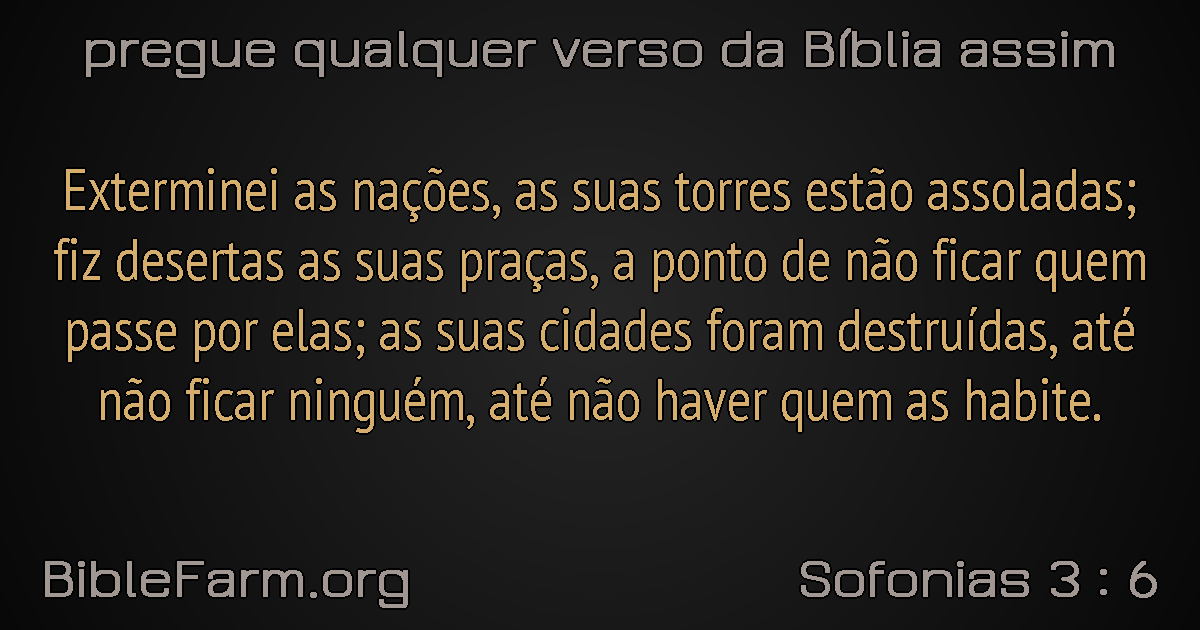 pregue qualquer verso da Bíblia assim
Exterminei as nações, as suas torres estão assoladas;
fiz desertas as suas praças, a ponto de não ficar quem
passe por elas; as suas cidades foram destruídas, até
não ficar ninguém, até não haver quem as habite.
BibleFarm.org
Sofonias 3 : 6